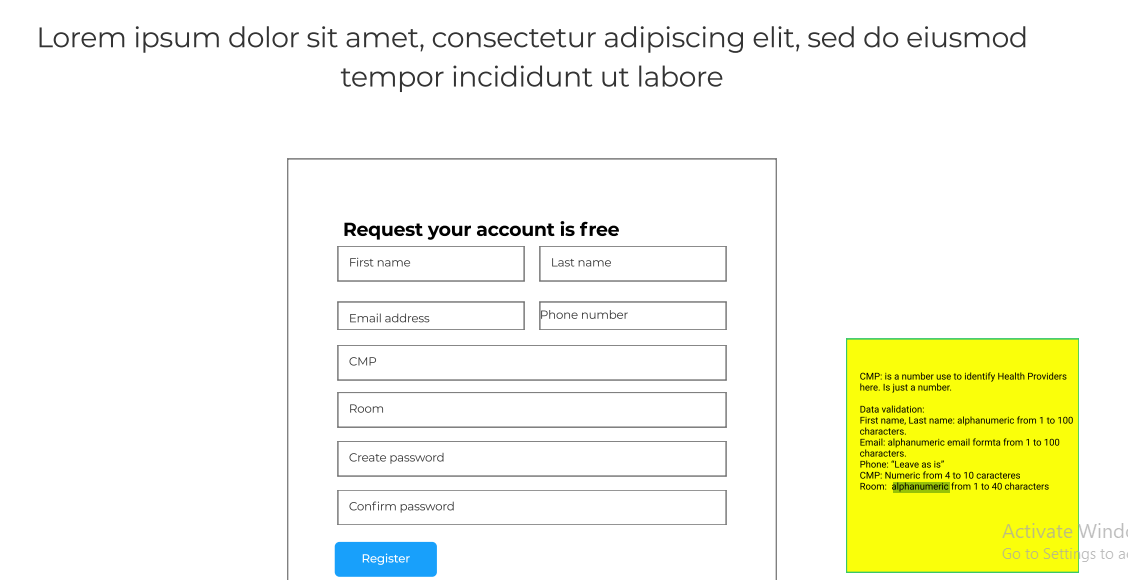 Lorem ipsum dolor sit amet, consectetur adipiscing elit, sed do eiusmod
tempor incididunt ut labore
Request your account is free
First name
Last name
Email address
Phone number
CMP
Room
Create password
Confirm password
Register
CMP: is a number use to identify Health Providers
here. Is just a number.
Data validation:
First name, Last name: alphanumeric from 1 to 100
characters.
Email: alphanumeric email formta from 1 to 100
characters.
Phone: “Leave as is”
CMP: Numeric from 4 to 10 caracteres
Room: alphanumeric from 1 to 40 characters
Activate Windo
Go to Settings to a